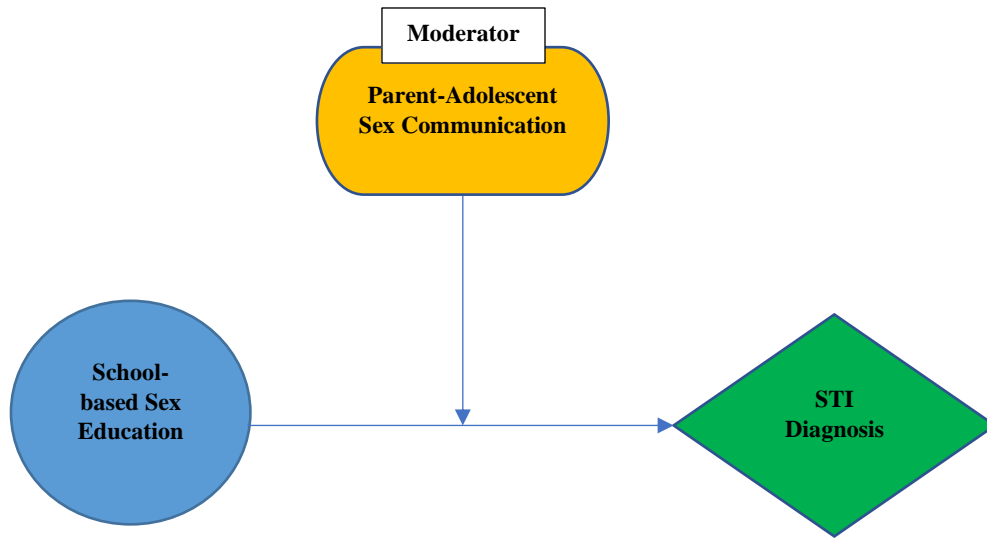 Moderator
Parent-Adolescent
Sex Communication
School-
based Sex
Education
STI
Diagnosis